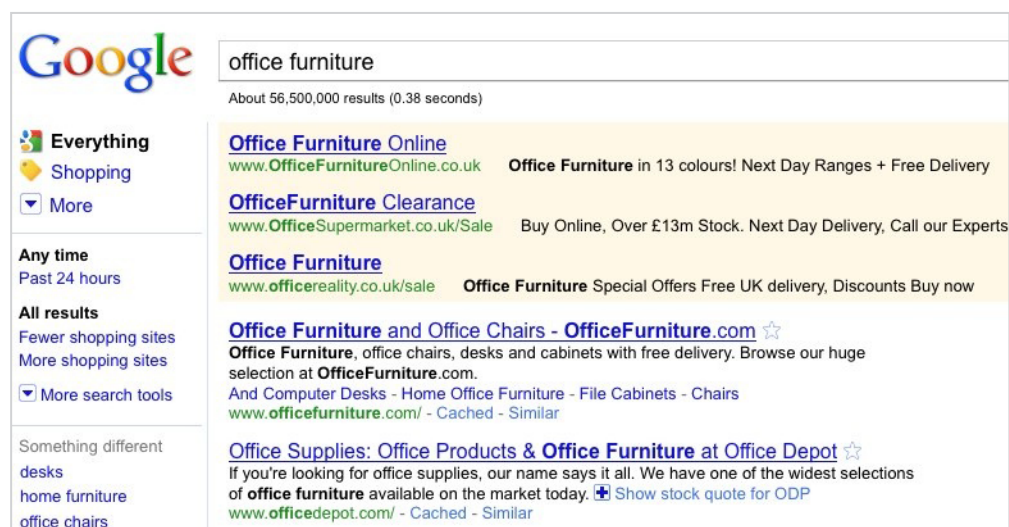 Google
office furniture
About 56,500,000 results (0.38 seconds)
Everything
Shopping
More
Any time
Past 24 hours
All results
Fewer shopping sites
More shopping sites
More search tools
Something different
desks
home furniture
office chairs
Office Furniture Online
www.OfficeFurnitureOnline.co.uk Office Furniture in 13 colours! Next Day Ranges + Free Delivery
OfficeFurniture Clearance
www.OfficeSupermarket.co.uk/Sale Buy Online, Over £13m Stock. Next Day Delivery, Call our Experts
Office Furniture
www.officereality.co.uk/sale Office Furniture Special Offers Free UK delivery, Discounts Buy now
Office Furniture and Office Chairs - OfficeFurniture.com
Office Furniture, office chairs, desks and cabinets with free delivery. Browse our huge
selection at OfficeFurniture.com.
And Computer Desks - Home Office Furniture - File Cabinets - Chairs
www.officefurniture.com/ - Cached - Similar
Office Supplies: Office Products & Office Furniture at Office Depot
If you're looking for office supplies, our name says it all. We have one of the widest selections
of office furniture available on the market today. Show stock quote for ODP
www.officedepot.com/ - Cached - Similar